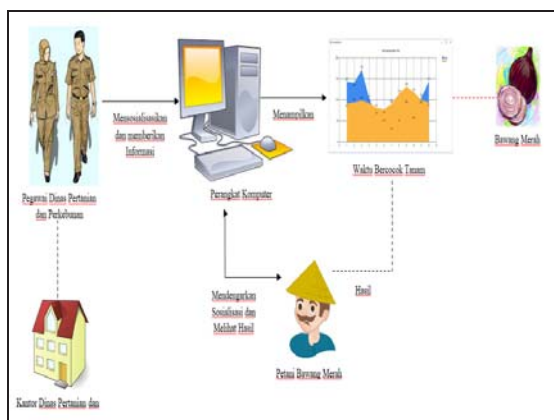 Mensosialisasikan
dan memberikan
Informasi
Menampilkan
Bawang Merah
Waktu Bercocok Tanam
Pegawai Dinas Pertanian
dan Perkebunan
Perangkat Komputer
Mendengarkan
Sosialisasi dan
Melihat Hasil
Hasil
Petani Bawang Merah
Kantor Dinas Pertanian dan